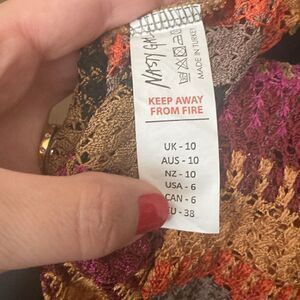 NASTY GAL
MADE IN TURKEY
KEEP AWAY
FROM FIRE
UK - 10
AUS - 10
NZ - 10
USA - 6
CAN - 6
EU - 38